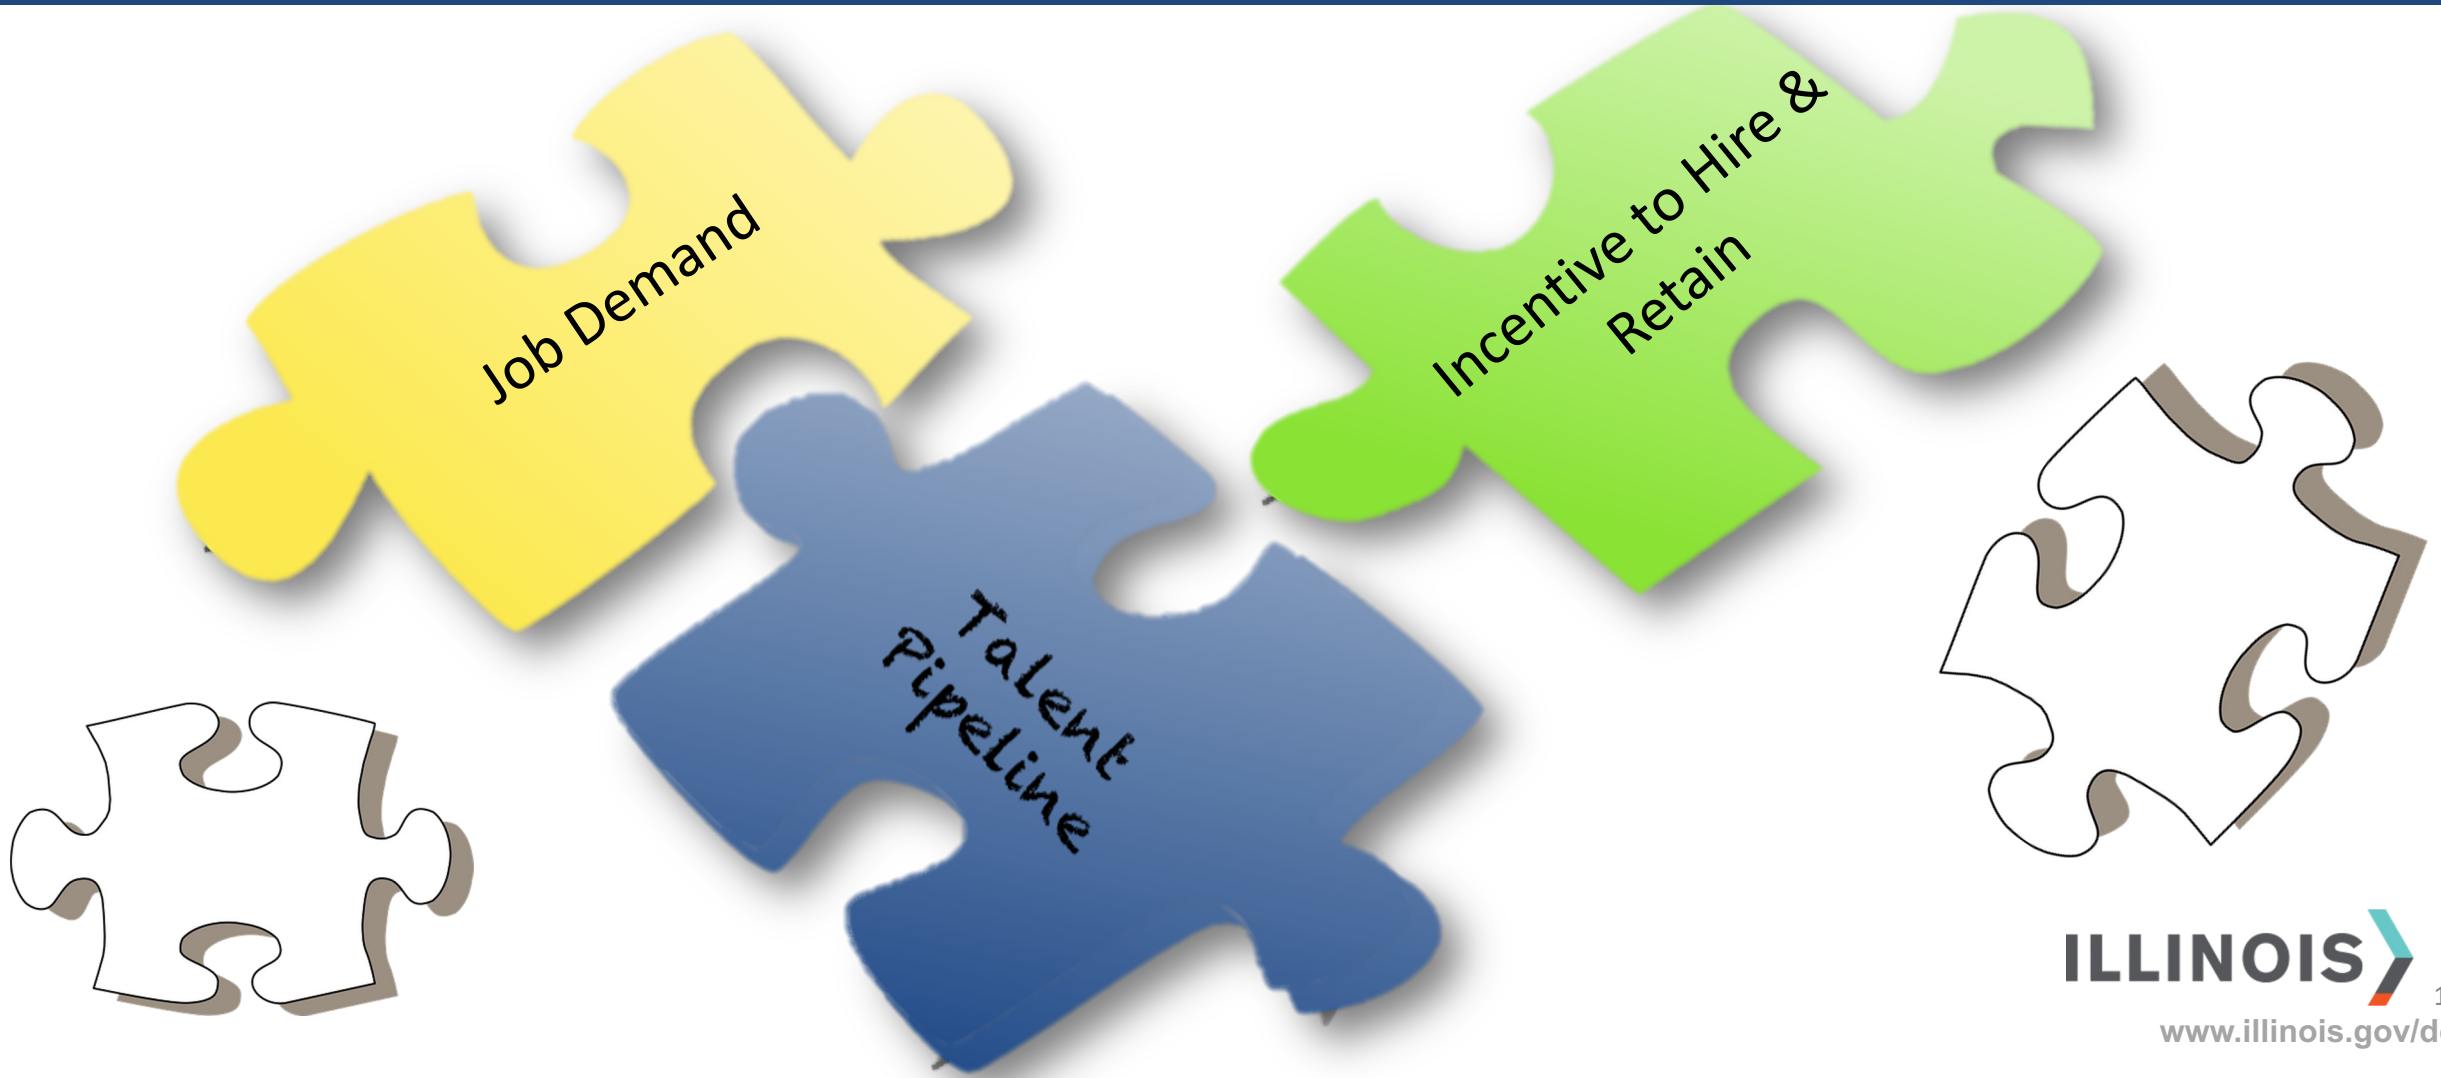 Job Demand
Incentive to Hire &
Retain
Talent
Pipeline
ILLINOIS
www.illinois.gov/d